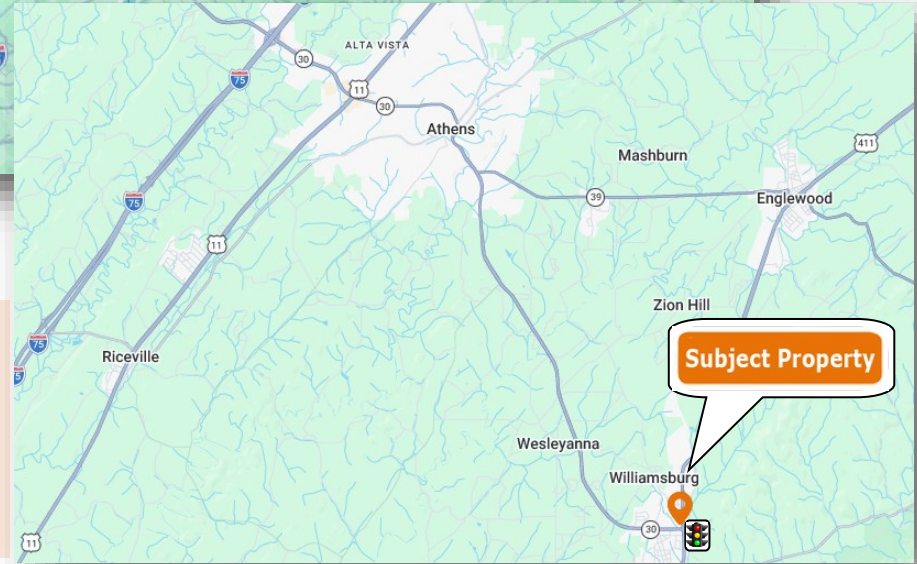 ALTA VISTA
30
75
11
30
Athens
411
Mashburn
75
39
Englewood
11
Zion Hill
75
Riceville
Subject Property
Wesleyanna
Williamsburg
30
11